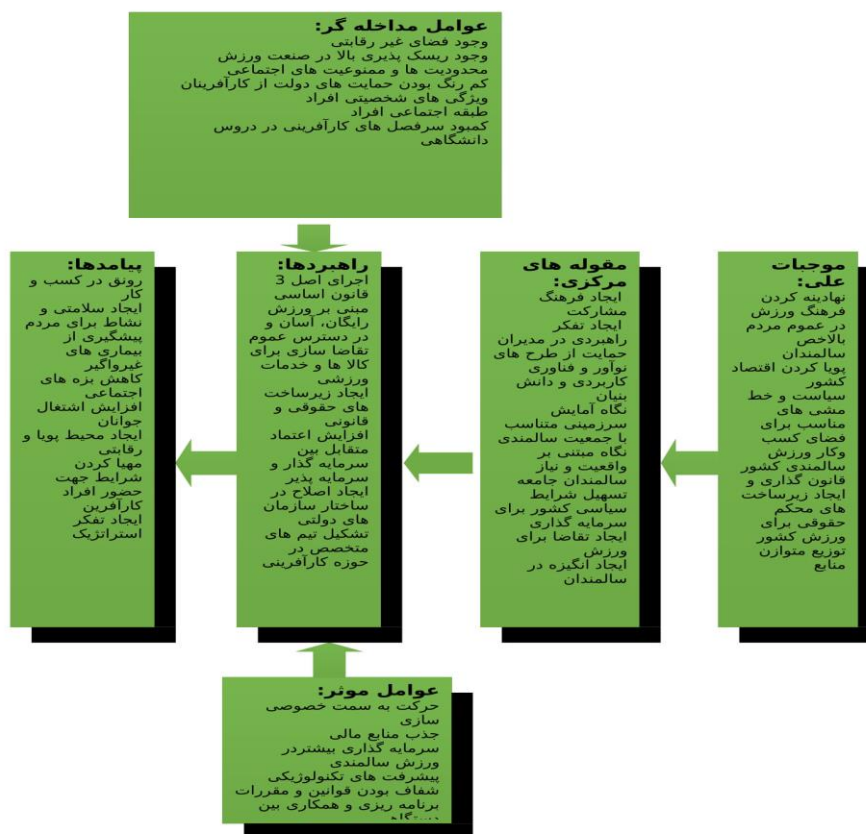 عوامل مداخله گر:
وجود فضای غیر رقابتی
وجود ریسک پذیری بالا در صنعت ورزش
محدودیت ها و ممنوعیت های اجتماعی
کم رنگ بودن حمایت های دولت از کارآفرینان
ویژگی های شخصیتی افراد
طبقه اجتماعی افراد
کمبود سرفصل های کارآفرینی در دروس
دانشگاهی
موجبات
علی:
نهادینه کردن
فرهنگ ورزش
در عموم مردم
بالاخص
سالمندان
پویا کردن اقتصاد
کشور
سیاست و خط
مشی های
مناسب برای
فضای کسب
وکار ورزش
سالمندی کشور
قانون گذاری و
ایجاد زیرساخت
های محکم
حقوقی برای
ورزش کشور
توزیع متوازن
منابع
مقوله های
مرکزی:
ایجاد فرهنگ
مشارکت
ایجاد تفکر
راهبردی در مدیران
حمایت از طرح های
نوآور و فناوری
کاربردی و دانش
بنیان
نگاه آمایش
سرزمینی متناسب
با جمعیت سالمندی
نگاه مبتنی بر
واقعیت و نیاز
سالمندان جامعه
تسهیل شرایط
سیاسی کشور برای
سرمایه گذاری
ایجاد تقاضا برای
ورزش
ایجاد انگیزه در
سالمندان
راهبردها:
اجرای اصل 3
قانون اساسی
مبنی بر ورزش
رایگان، آسان و
در دسترس عموم
تقاضا سازی برای
کالا ها و خدمات
ورزشی
ایجاد زیرساخت
های حقوقی و
قانونی
افزایش اعتماد
متقابل بین
سرمایه گذار و
سرمایه پذیر
ایجاد اصلاح در
ساختار سازمان
های دولتی
تشکیل تیم های
متخصص در
حوزه کارآفرینی
پیامدها:
رونق در کسب و
کار
ایجاد سلامتی و
نشاط برای مردم
پیشگیری از
بیماری های
غیرواگیر
کاهش بزه های
اجتماعی
افزایش اشتغال
جوانان
ایجاد محیط پویا و
رقابتی
مهیا کردن
شرایط جهت
حضور افراد
کارآفرین
ایجاد تفکر
استراتژیک
عوامل موثر:
حرکت به سمت خصوصی
سازی
جذب منابع مالی
سرمایه گذاری بیشتردر
ورزش سالمندی
پیشرفت های تکنولوژیکی
شفاف بودن قوانین و مقررات
برنامه ریزی و همکاری بین